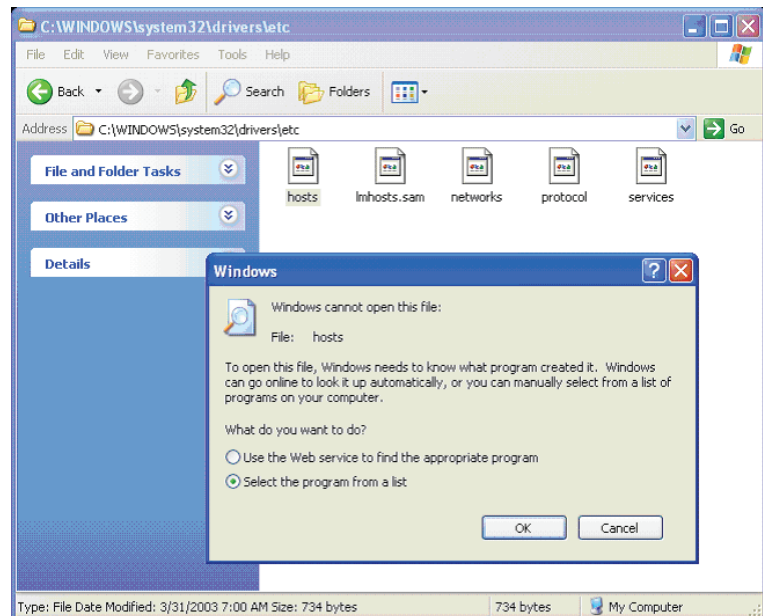 C:\WINDOWS\system32\drivers\etc
File Edit View Favorites Tools Help
Back Search Folders
Address C:\WINDOWS\system32\drivers\etc Go
File and Folder Tasks
Other Places
Details
hosts lmhosts.sam networks protocol services
Windows
Windows cannot open this file:
File: hosts
To open this file, Windows needs to know what program created it. Windows
can go online to look it up automatically, or you can manually select from a list of
programs on your computer.
What do you want to do?
Use the Web service to find the appropriate program
Select the program from a list
OK Cancel
Type: File Date Modified: 3/31/2003 7:00 AM Size: 734 bytes 734 bytes My Computer